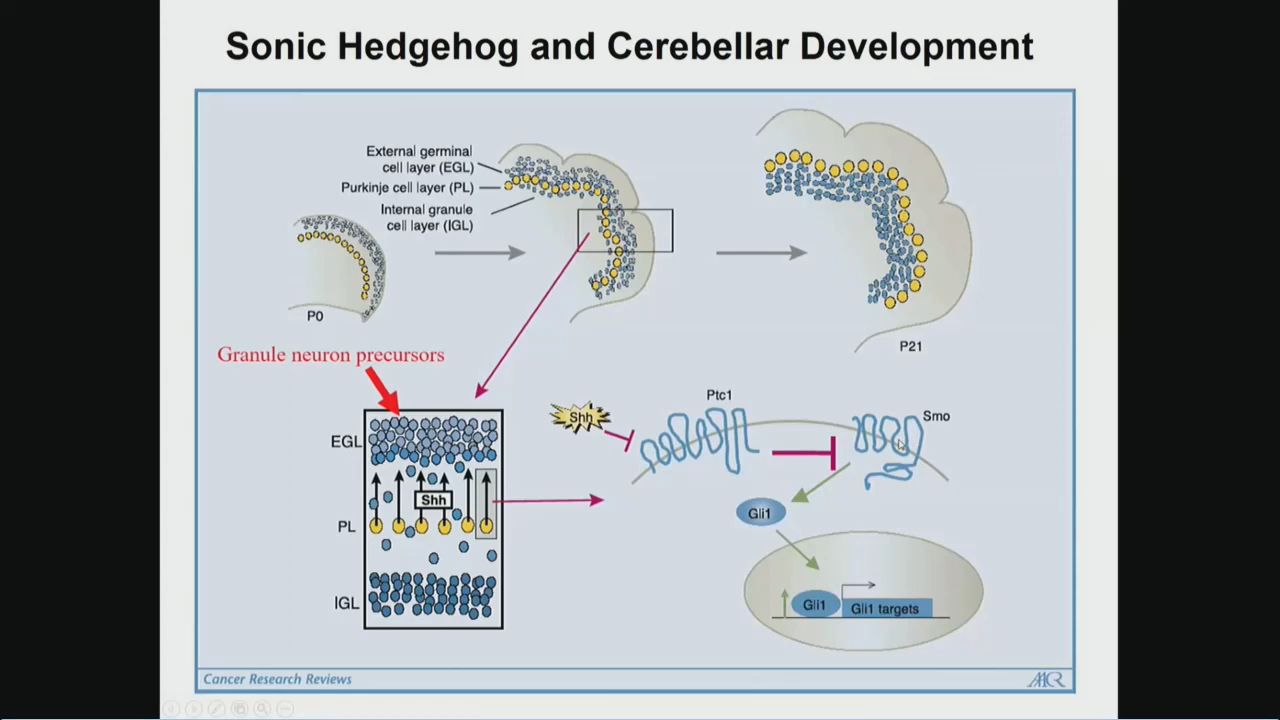 Sonic Hedgehog and Cerebellar Development
External germinal
cell layer (EGL)
Purkinje cell layer (PL)
Internal granule
cell layer (IGL)
P0
P21
Granule neuron precursors
EGL
Shh
PL
IGL
Shh
Ptc1
Smo
Gli1
Gli1
Gli1 targets
Cancer Research Reviews
AACR